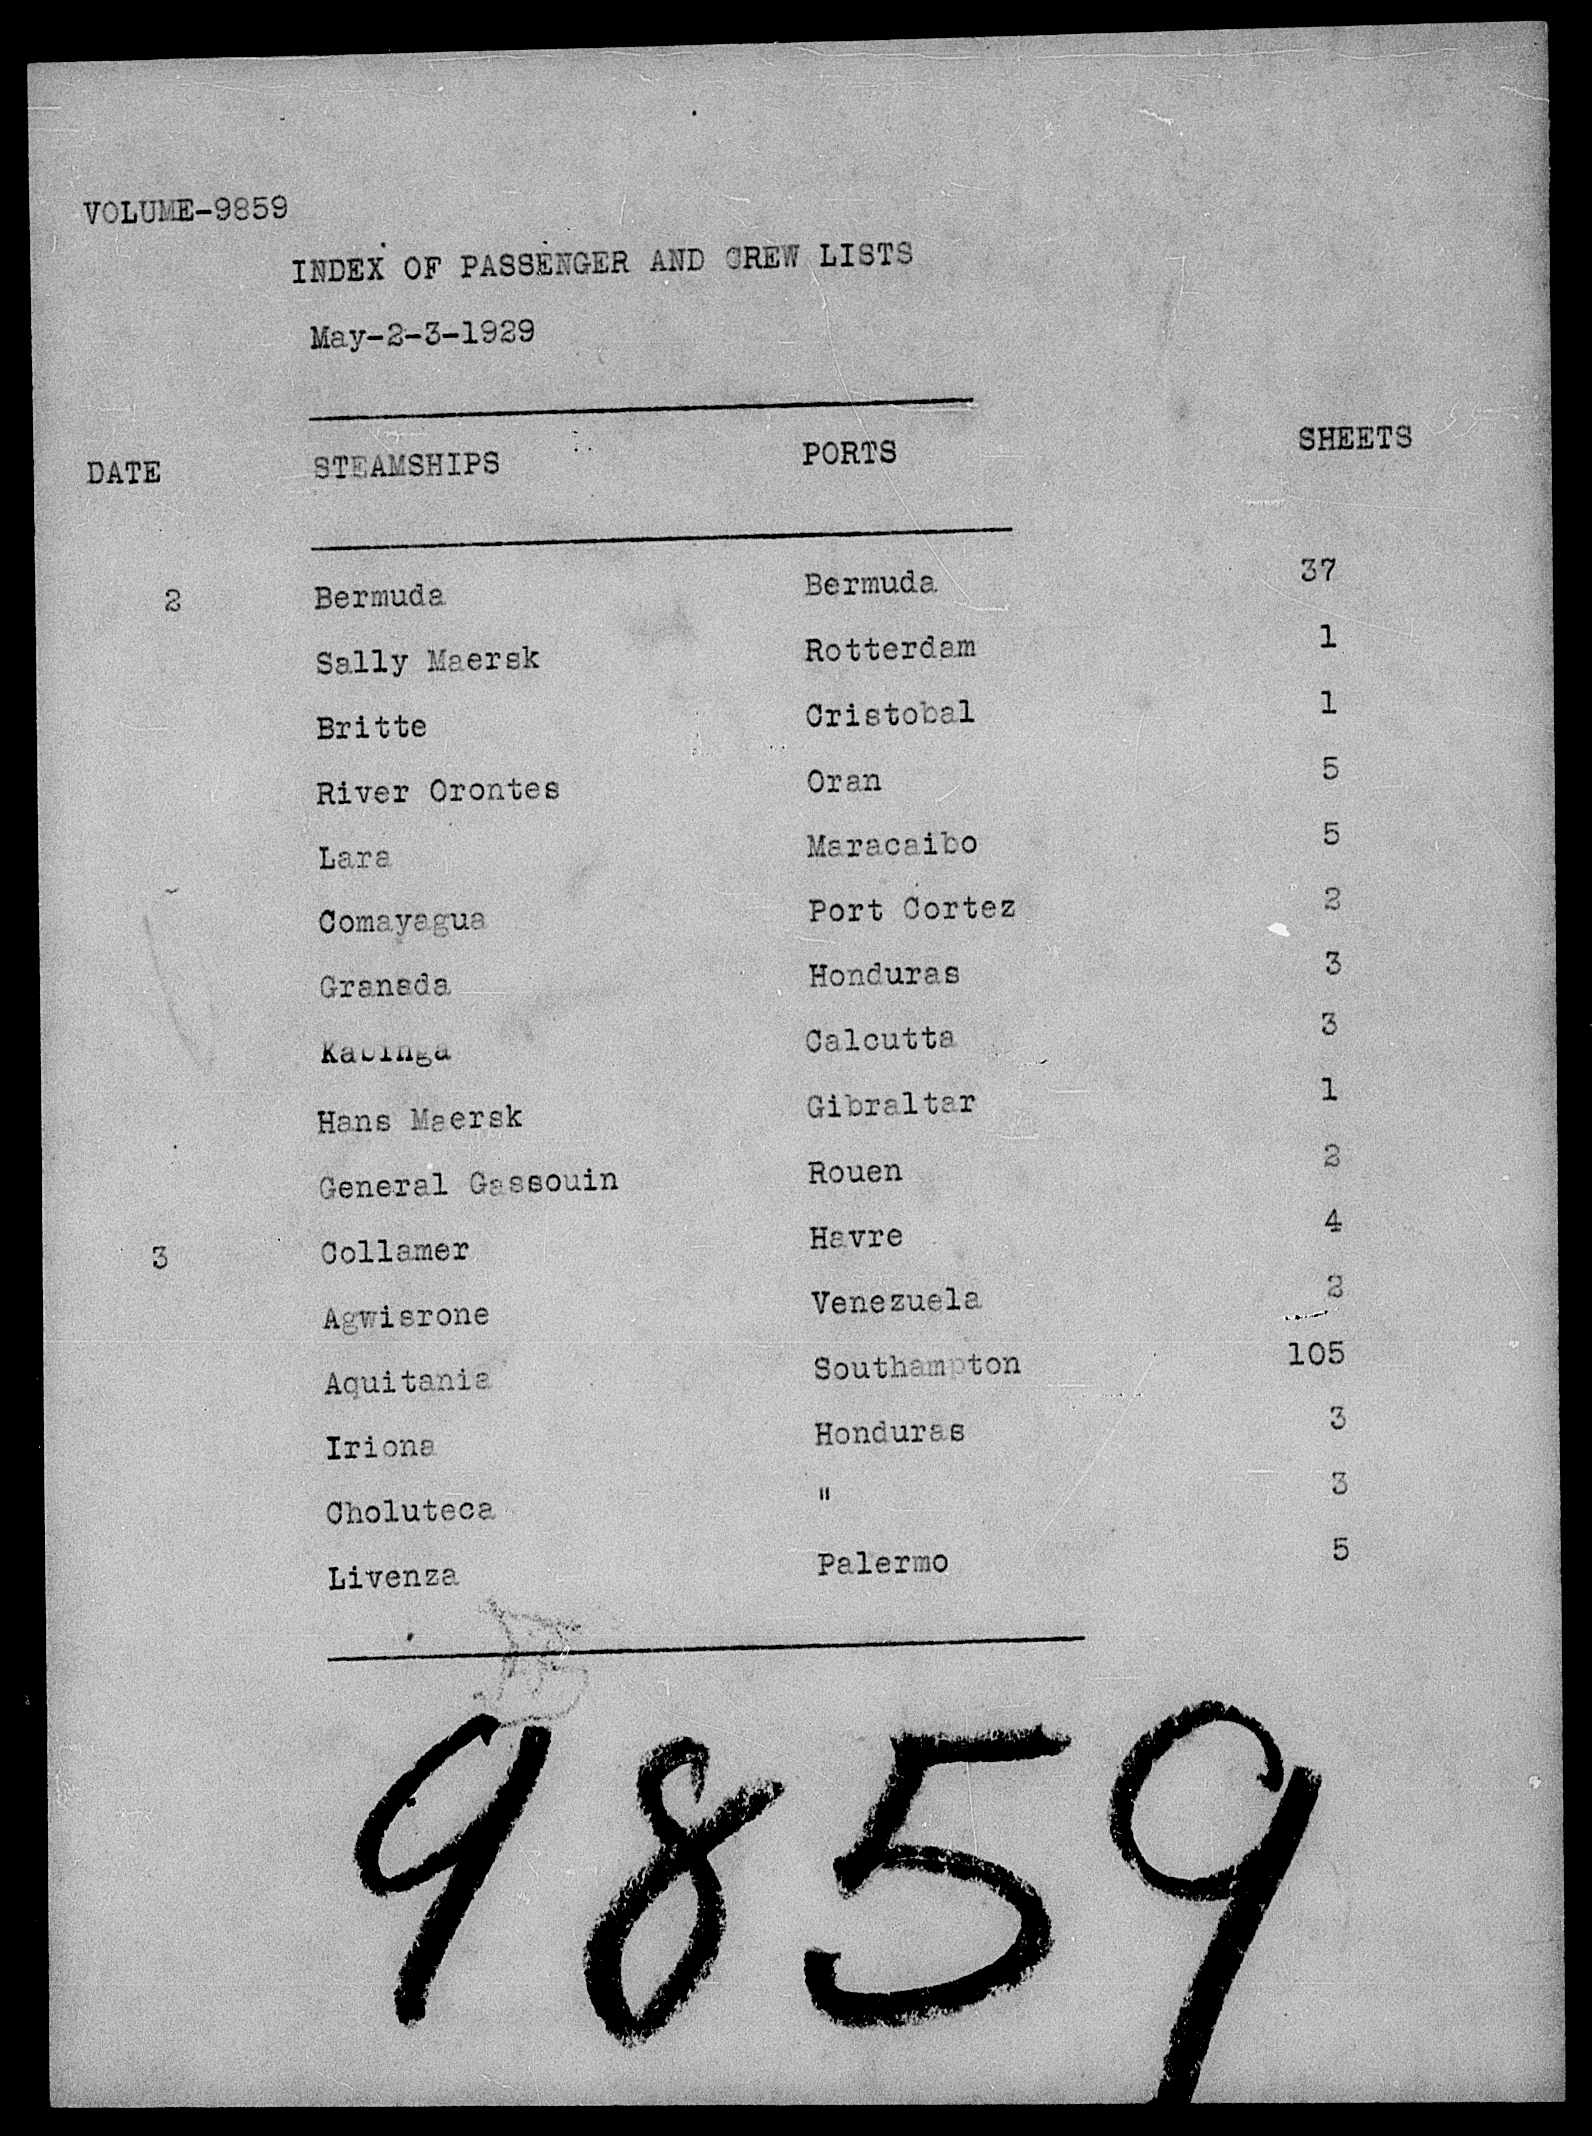 VOLUME-9859
INDEX OF PASSENGER AND CREW LISTS
May-2-3-1929
DATE STEAMSHIPS PORTS SHEETS
2 Bermuda Bermuda 37
Sally Maersk Rotterdam 1
Britte Cristobal 1
River Orontes Oran 5
Lara Maracaibo 5
Comayagua Port Cortez 2
Granada Honduras 3
Kabinga Calcutta 3
Hans Maersk Gibraltar 1
General Gassouin Rouen 2
3 Collamer Havre 4
Agwisrone Venezuela 2
Aquitania Southampton 105
Iriona Honduras 3
Choluteca " 3
Livenza Palermo 5
9859